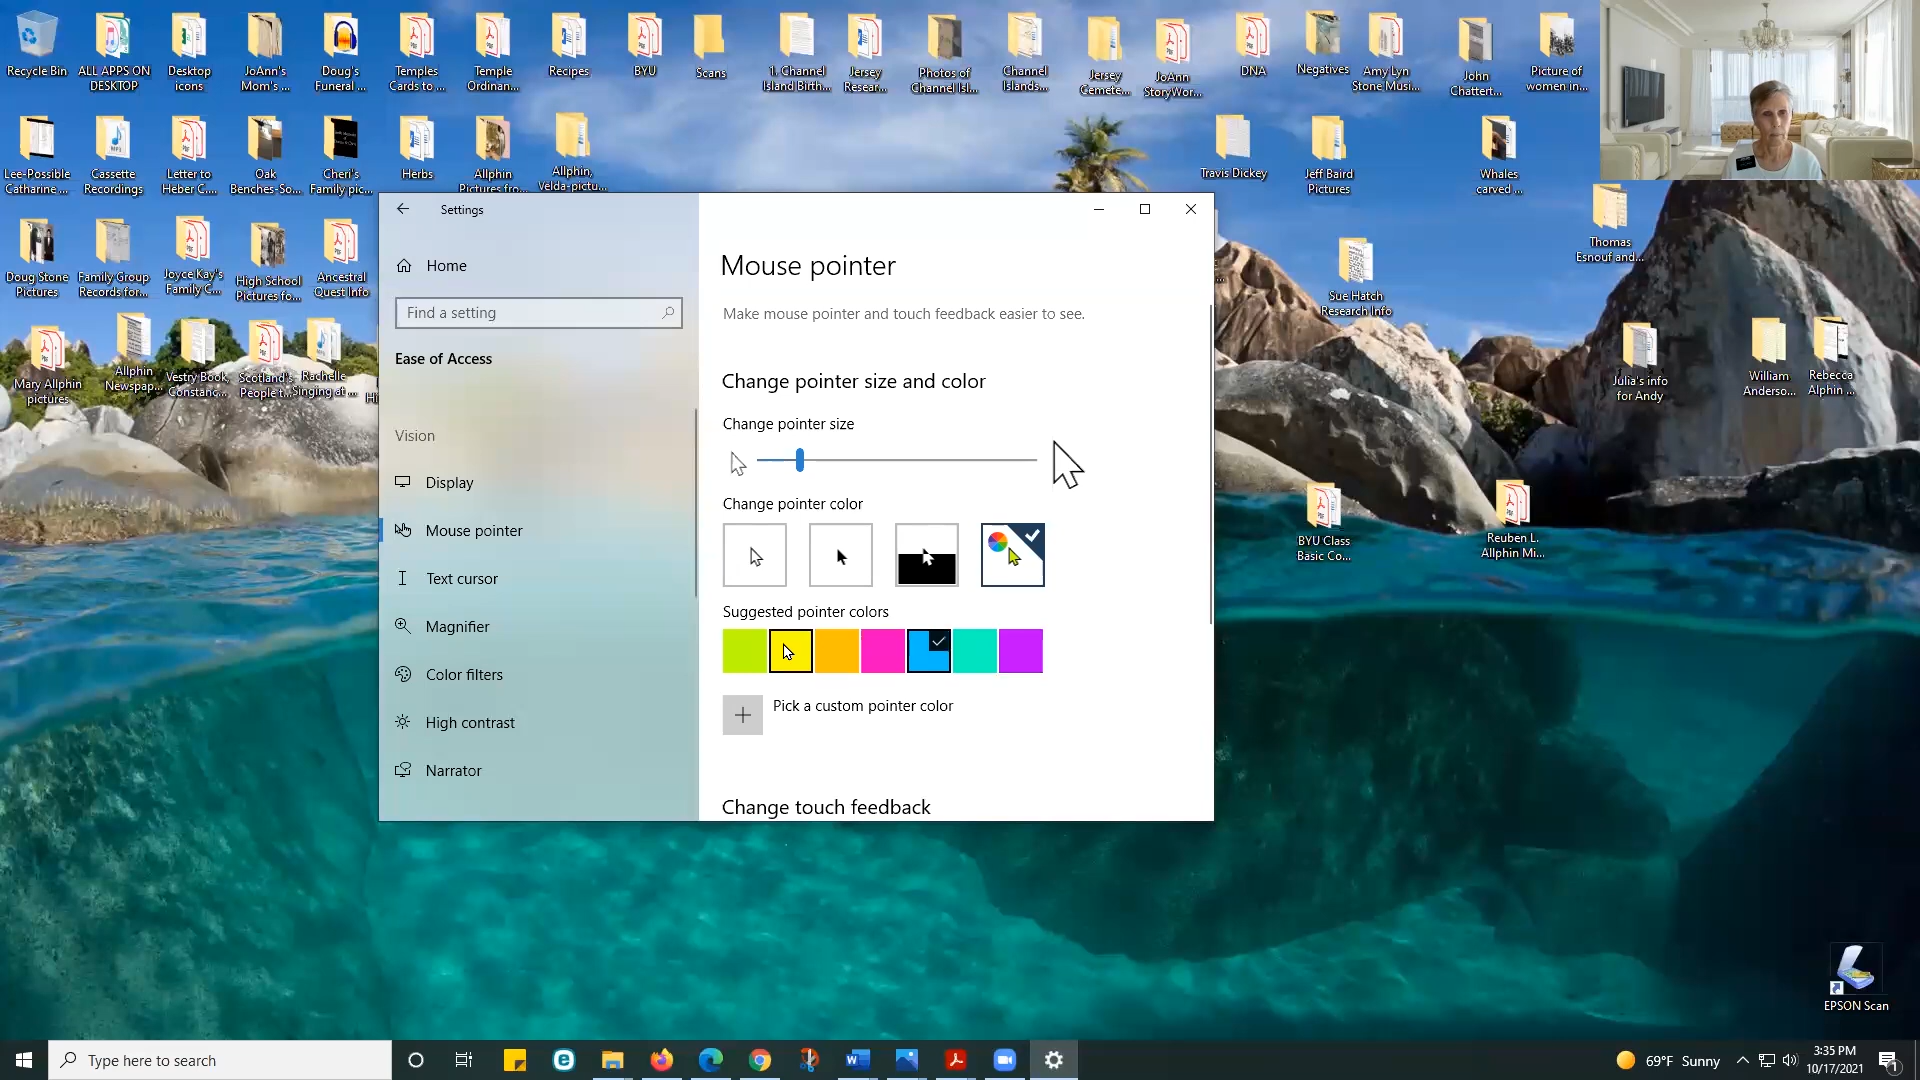 Recycle Bin
ALL APPS ON
DESKTOP
Desktop
icons
JoAnn's
Mom's ...
Doug's
Funeral ...
Temples
Cards to ...
Temple
Ordinan...
Recipes
BYU
Scans
1. Channel
Island Birth...
Jersey
Resear...
Photos of
Channel Isl...
Channel
Islands...
Jersey
Cemete...
JoAnn
StoryWor...
DNA
Negatives
Amy Lyn
Stone Musi...
John
Chattert...
Picture of
women in...
Lee-Possible
Catharine ...
Cassette
Recordings
Letter to
Heber C....
Oak
Benches-So...
Cheri's
Family pic...
Herbs
Allphin
Pictures fro...
Allphin,
Velda-pictu...
Travis Dickey
Jeff Baird
Pictures
Whales
carved ...
Doug Stone
Pictures
Family Group
Records for...
Joyce Kay's
Family C...
High School
Pictures fo...
Ancestral
Quest Info
Thomas
Esnouf and...
Sue Hatch
Research Info
Mary Allphin
pictures
Allphin
Newspap...
Vestry Book,
Constanc...
Scotland's
People t...
Rachelle
Singing at ...
Julia's info
for Andy
William
Anderso...
Rebecca
Alphin ...
BYU Class
Basic Co...
Reuben L.
Allphin Mi...
EPSON Scan
Settings
Home
Find a setting
Ease of Access
Vision
Display
Mouse pointer
Text cursor
Magnifier
Color filters
High contrast
Narrator
Mouse pointer
Make mouse pointer and touch feedback easier to see.
Change pointer size and color
Change pointer size
Change pointer color
Suggested pointer colors
Pick a custom pointer color
Change touch feedback
Type here to search
69°F Sunny
3:35 PM
10/17/2021
1